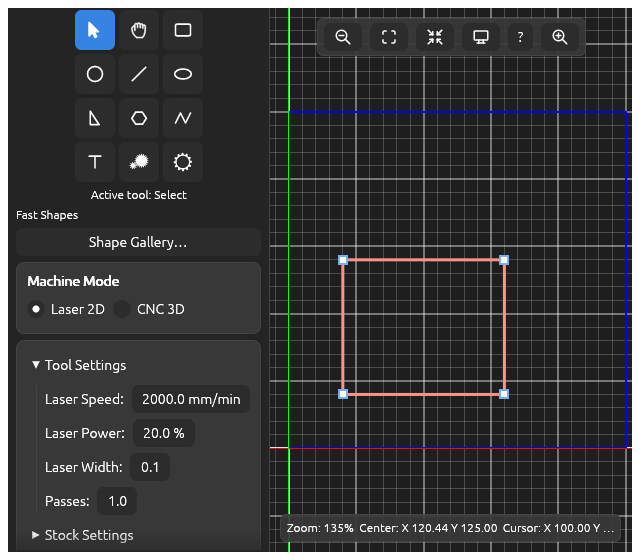 ?
T
Active tool: Select
Fast Shapes
Shape Gallery...
Machine Mode
Laser 2D CNC 3D
▼ Tool Settings
Laser Speed: 2000.0 mm/min
Laser Power: 20.0 %
Laser Width: 0.1
Passes: 1.0
▶ Stock Settings
Zoom: 135% Center: X 120.44 Y 125.00 Cursor: X 100.00 Y ...